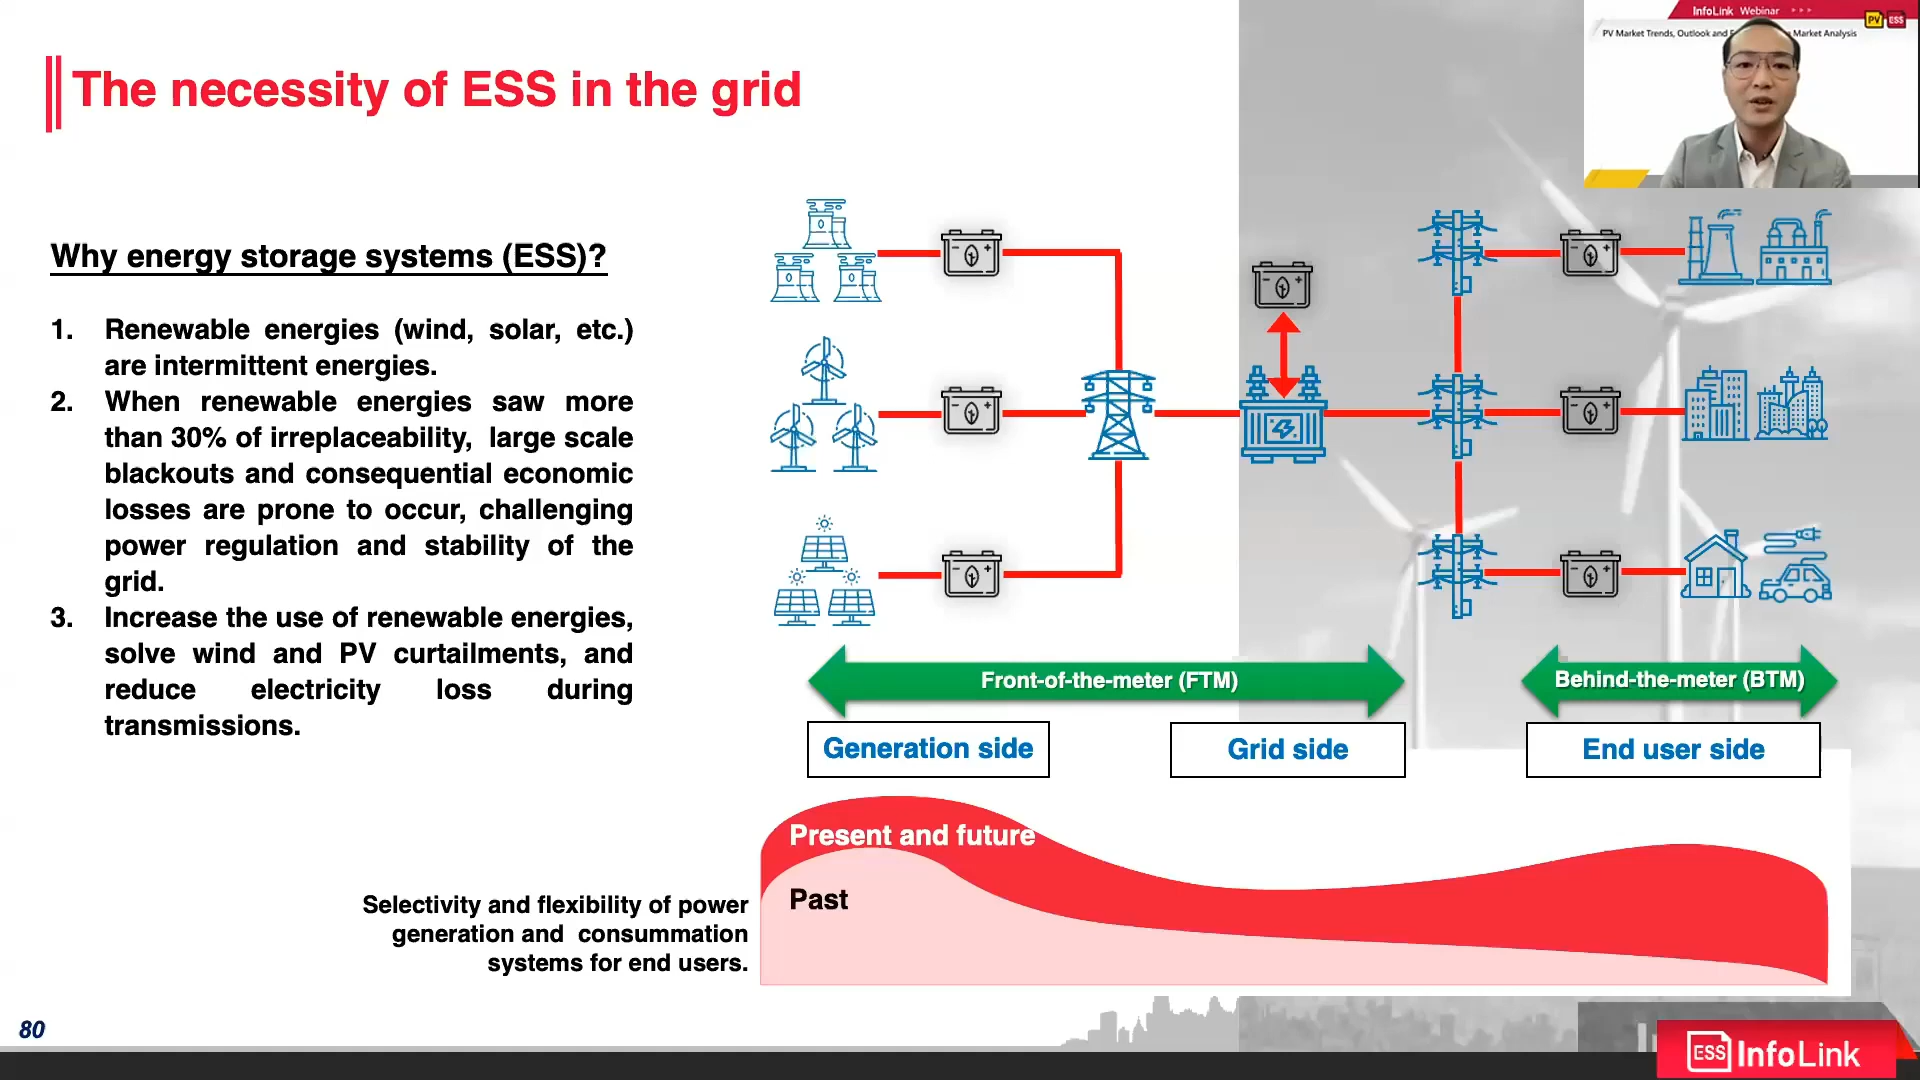 InfoLink Webinar > > >
PV ESS
PV Market Trends, Outlook and Market Analysis
The necessity of ESS in the grid
Why energy storage systems (ESS)?
1. Renewable energies (wind, solar, etc.)
are intermittent energies.
2. When renewable energies saw more
than 30% of irreplaceability, large scale
blackouts and consequential economic
losses are prone to occur, challenging
power regulation and stability of the
grid.
3. Increase the use of renewable energies,
solve wind and PV curtailments, and
reduce electricity loss during
transmissions.
Front-of-the-meter (FTM)
Behind-the-meter (BTM)
Generation side
Grid side
End user side
Present and future
Past
Selectivity and flexibility of power
generation and consummation
systems for end users.
80
ESS InfoLink